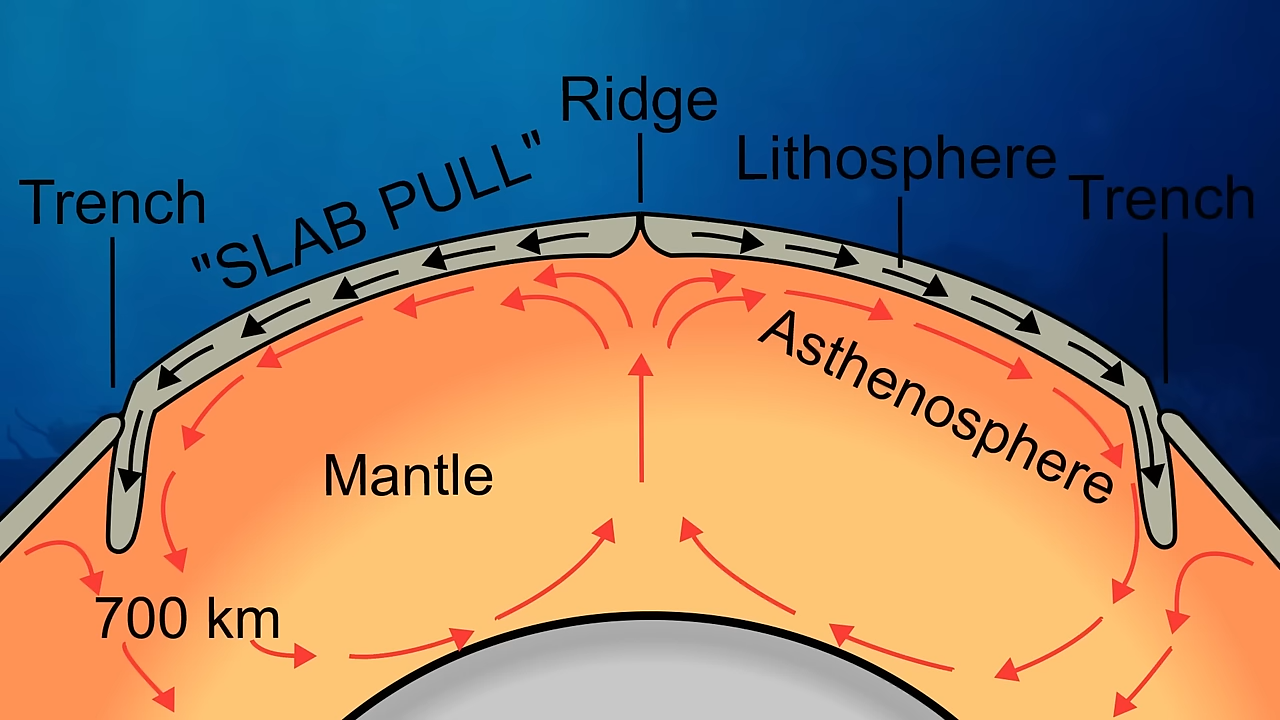 Ridge
Lithosphere
Trench
Trench
"SLAB PULL"
Asthenosphere
Mantle
700 km